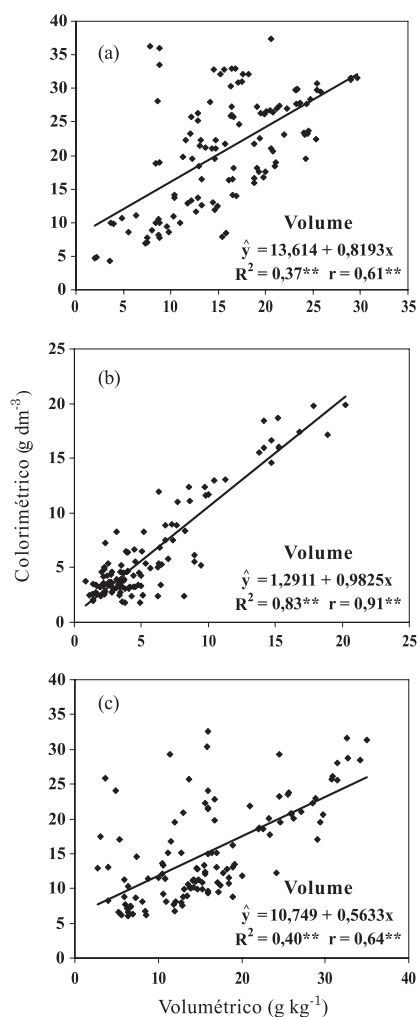 (a)
40
35
30
25
20
15
10
5
0
Volume
ŷ = 13,614 + 0,8193x
R² = 0,37** r = 0,61**
0 5 10 15 20 25 30 35
(b)
25
20
15
10
5
0
Volume
ŷ = 1,2911 + 0,9825x
R² = 0,83** r = 0,91**
0 5 10 15 20 25
Colorimétrico (g dm⁻³)
(c)
40
35
30
25
20
15
10
5
0
Volume
ŷ = 10,749 + 0,5633x
R² = 0,40** r = 0,64**
0 10 20 30 40
Volumétrico (g kg⁻¹)